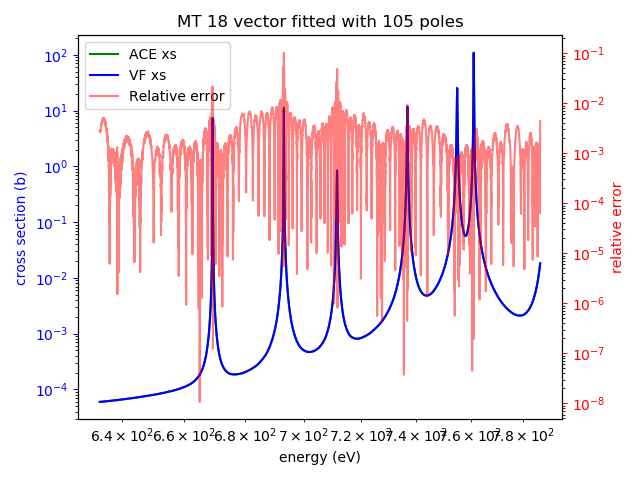 MT 18 vector fitted with 105 poles
ACE xs
VF xs
Relative error
10²
10¹
10⁰
10⁻¹
10⁻²
10⁻³
10⁻⁴
cross section (b)
10⁻¹
10⁻²
10⁻³
10⁻⁴
10⁻⁵
10⁻⁶
10⁻⁷
10⁻⁸
relative error
6.4 × 10² 6.6 × 10² 6.8 × 10² 7 × 10² 7.2 × 10² 7.4 × 10² 7.6 × 10² 7.8 × 10²
energy (eV)